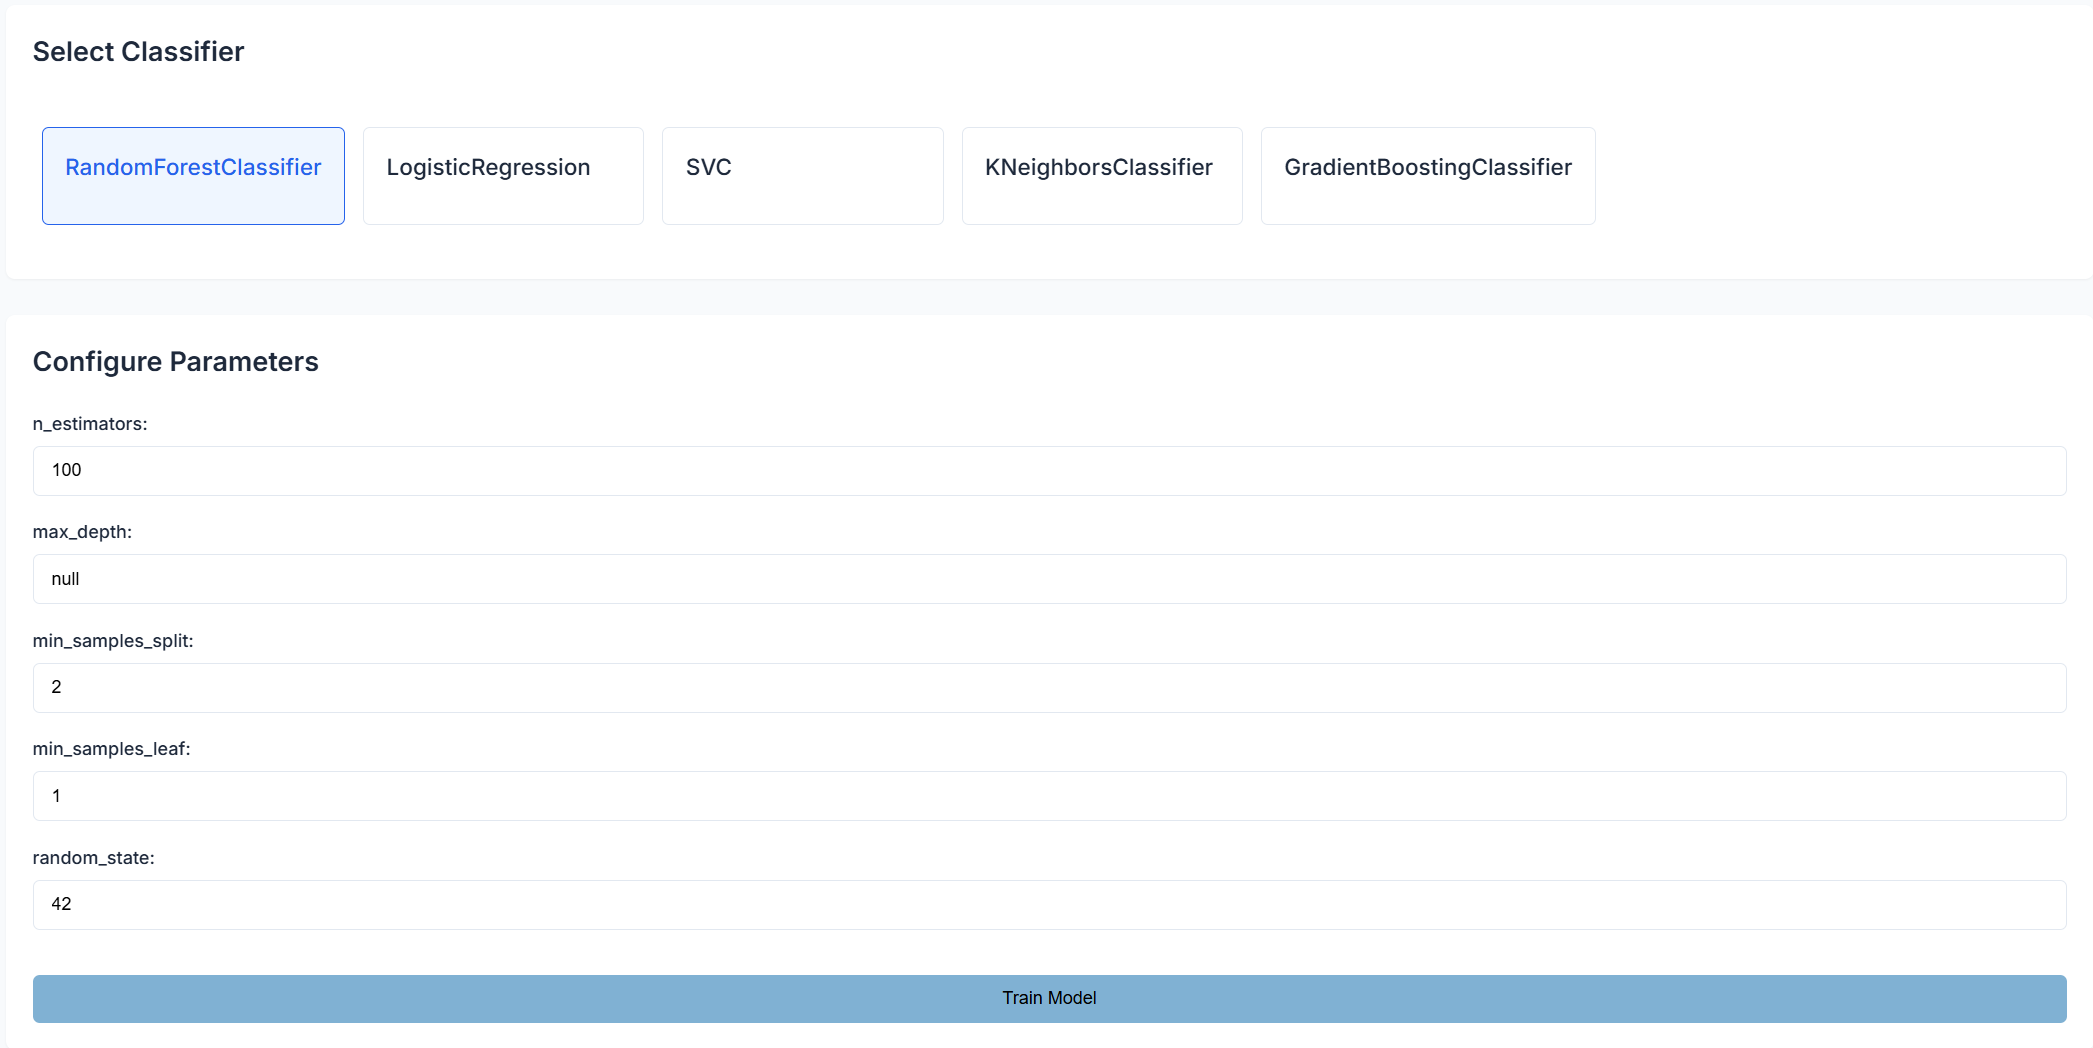 Select Classifier
RandomForestClassifier
LogisticRegression
SVC
KNeighborsClassifier
GradientBoostingClassifier
Configure Parameters
n_estimators:
100
max_depth:
null
min_samples_split:
2
min_samples_leaf:
1
random_state:
42
Train Model